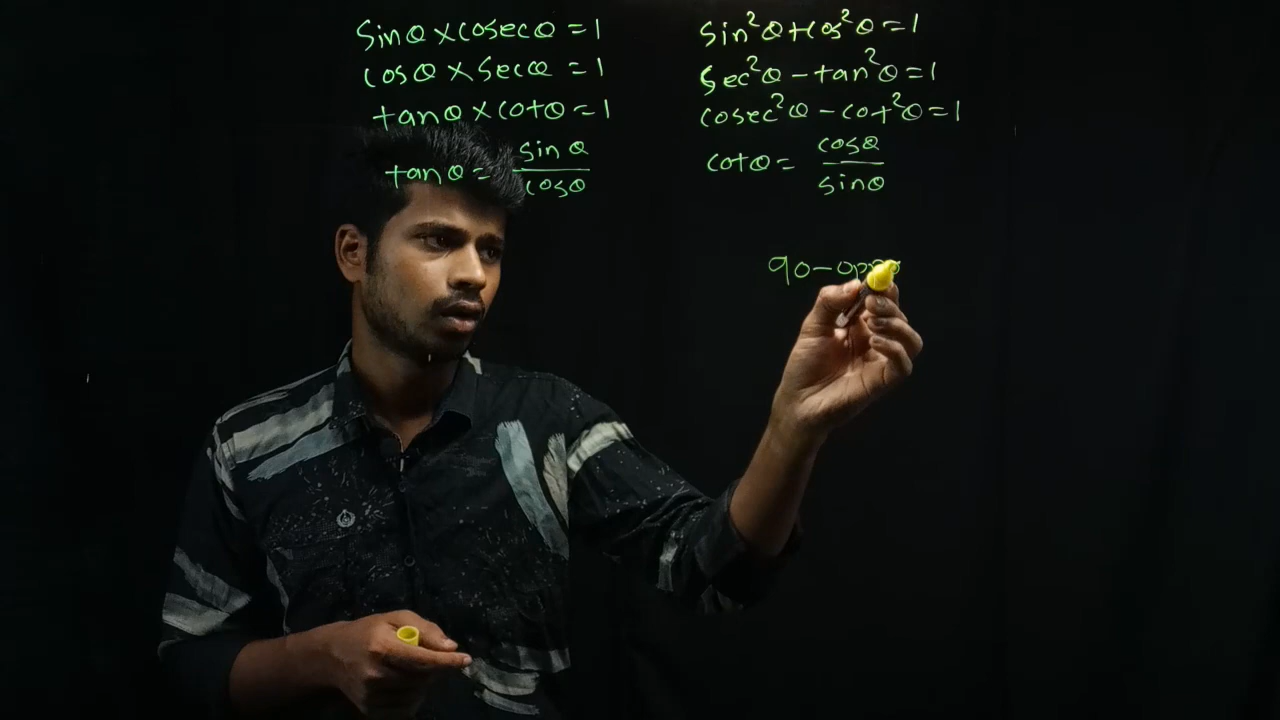 sinθ × cosecθ = 1
cosθ × secθ = 1
tanθ × cotθ = 1
tanθ = sinθ / cosθ
sin²θ + cos²θ = 1
sec²θ − tan²θ = 1
cosec²θ − cot²θ = 1
cotθ = cosθ / sinθ
90 −